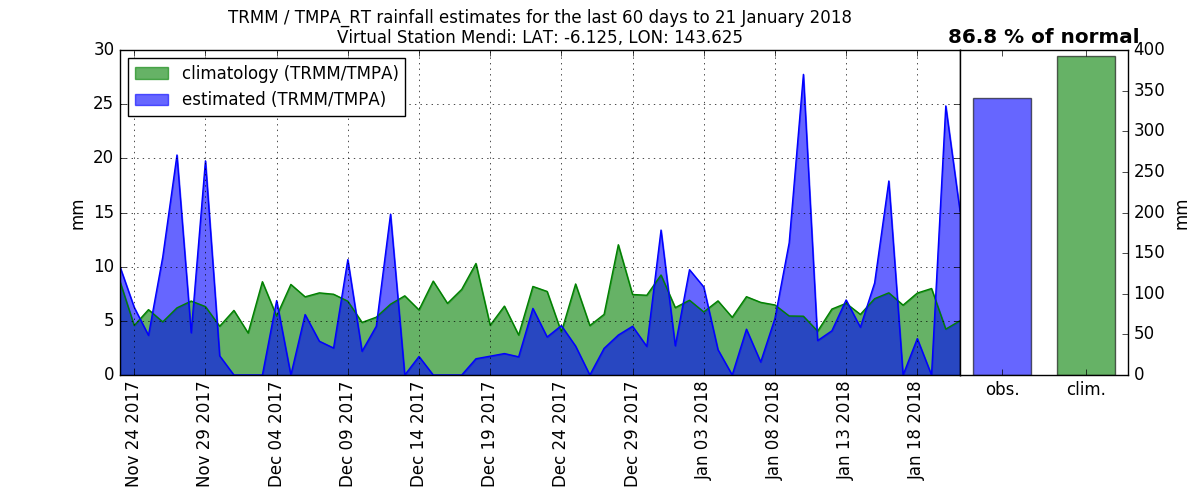 TRMM / TMPA_RT rainfall estimates for the last 60 days to 21 January 2018
Virtual Station Mendi: LAT: -6.125, LON: 143.625
86.8 % of normal
climatology (TRMM/TMPA)
estimated (TRMM/TMPA)
mm
30
25
20
15
10
5
0
Nov 24 2017
Nov 29 2017
Dec 04 2017
Dec 09 2017
Dec 14 2017
Dec 19 2017
Dec 24 2017
Dec 29 2017
Jan 03 2018
Jan 08 2018
Jan 13 2018
Jan 18 2018
obs.
clim.
400
350
300
250
200
150
100
50
0
mm